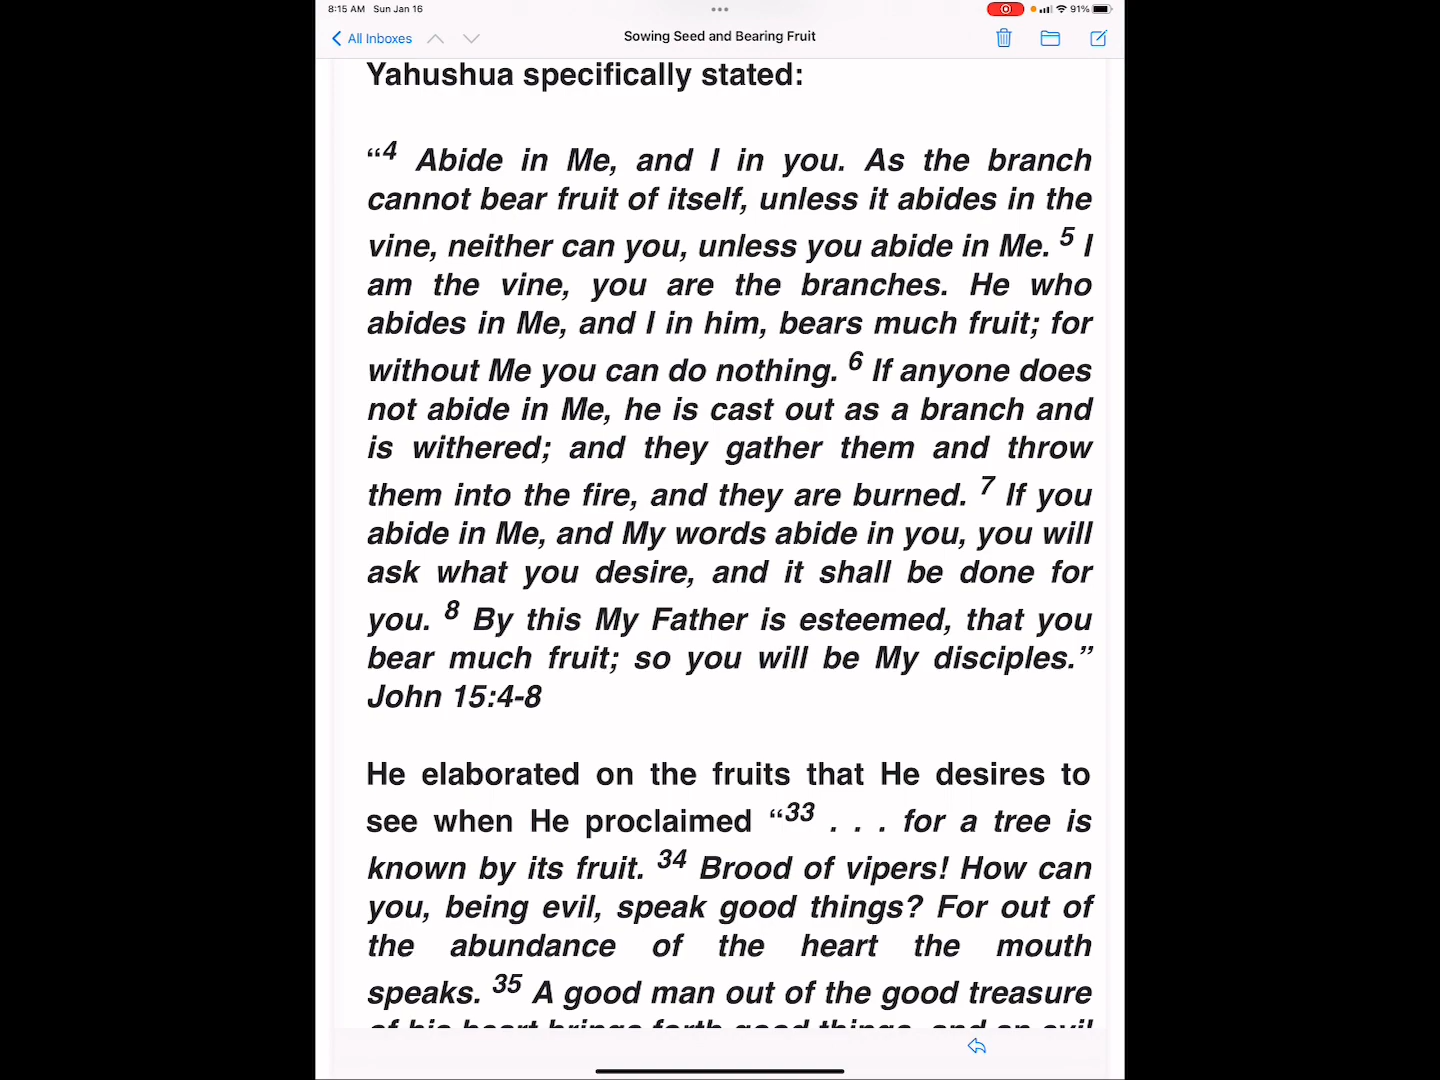 8:15 AM Sun Jan 16
91%
All Inboxes
Sowing Seed and Bearing Fruit
Yahushua specifically stated:
“4 Abide in Me, and I in you. As the branch
cannot bear fruit of itself, unless it abides in the
vine, neither can you, unless you abide in Me. 5 I
am the vine, you are the branches. He who
abides in Me, and I in him, bears much fruit; for
without Me you can do nothing. 6 If anyone does
not abide in Me, he is cast out as a branch and
is withered; and they gather them and throw
them into the fire, and they are burned. 7 If you
abide in Me, and My words abide in you, you will
ask what you desire, and it shall be done for
you. 8 By this My Father is esteemed, that you
bear much fruit; so you will be My disciples.”
John 15:4-8
He elaborated on the fruits that He desires to
see when He proclaimed “33 . . . for a tree is
known by its fruit. 34 Brood of vipers! How can
you, being evil, speak good things? For out of
the abundance of the heart the mouth
speaks. 35 A good man out of the good treasure
of his heart brings forth good things, and an evil